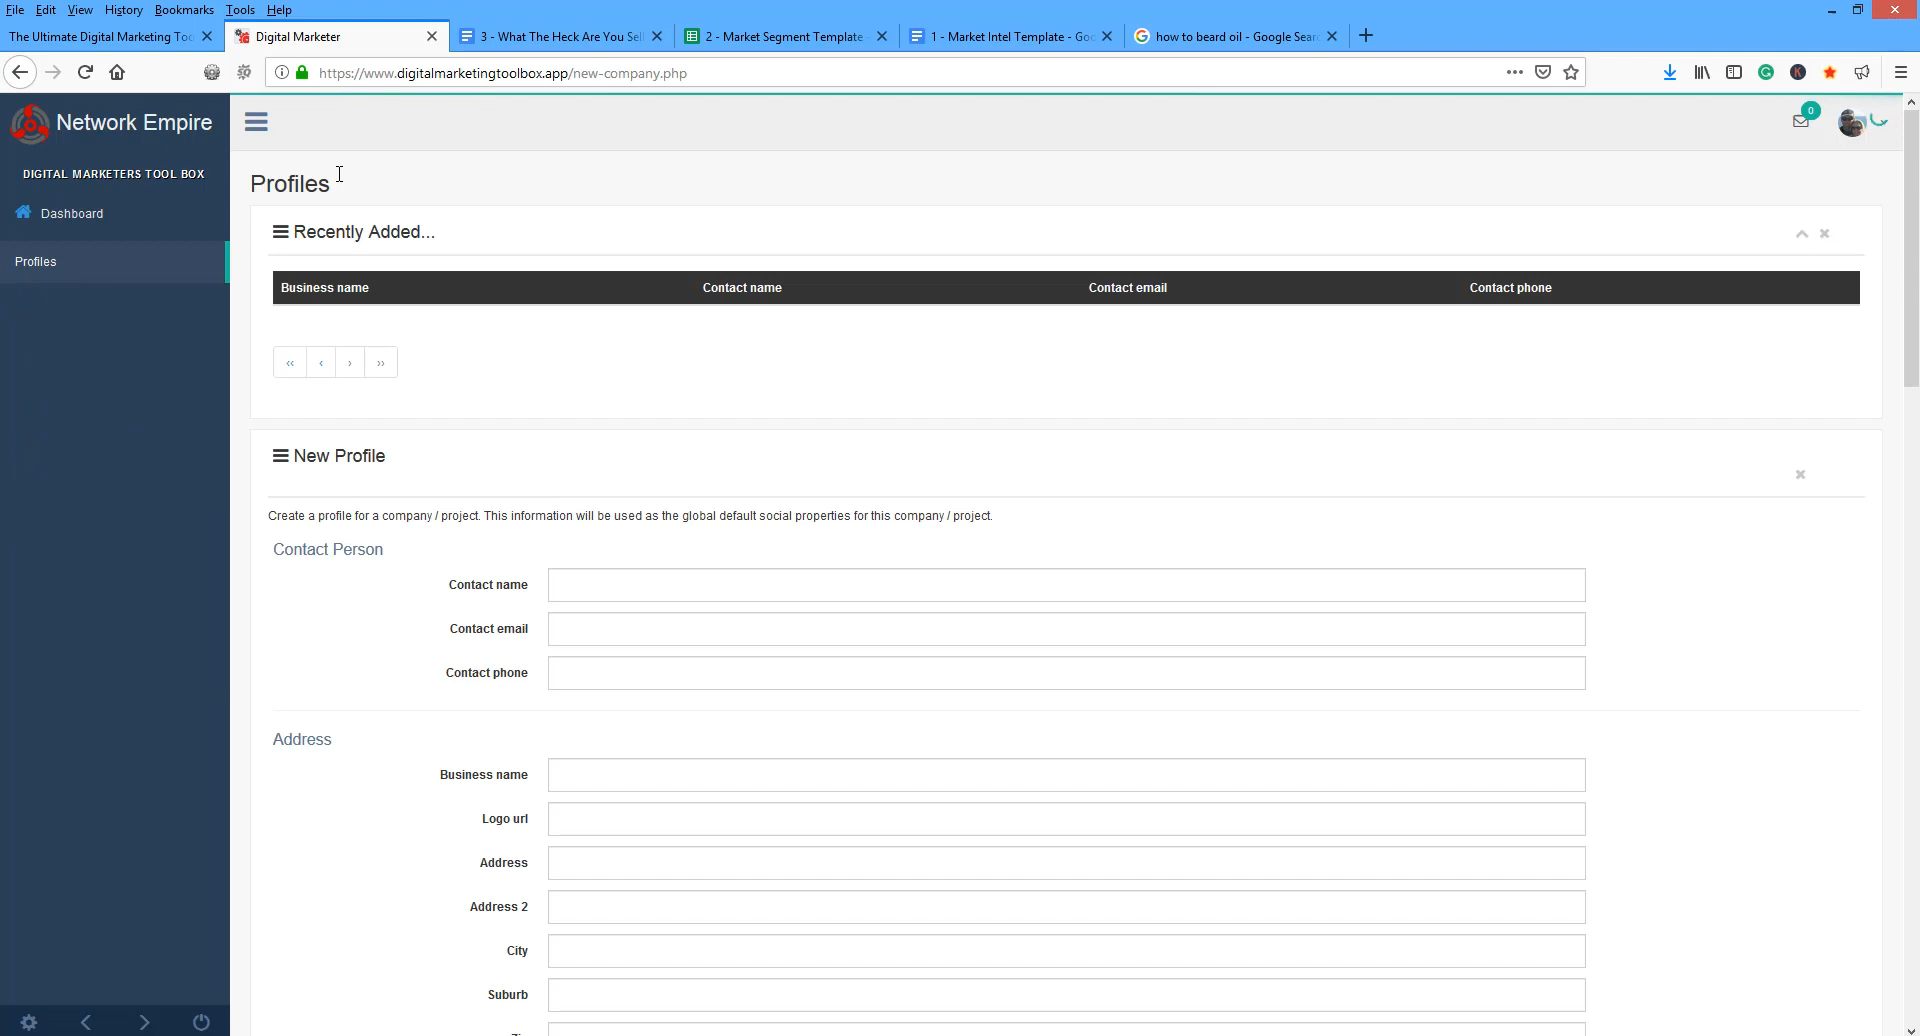 File Edit View History Bookmarks Tools Help
The Ultimate Digital Marketing Too
Digital Marketer
3 - What The Heck Are You Sel
2 - Market Segment Template
1 - Market Intel Template - Goo
how to beard oil - Google Sear
https://www.digitalmarketingtoolbox.app/new-company.php
Network Empire
0
DIGITAL MARKETERS TOOL BOX
Dashboard
Profiles
Profiles
Recently Added...
Business name Contact name Contact email Contact phone
‹‹ ‹ › ››
New Profile
Create a profile for a company / project. This information will be used as the global default social properties for this company / project.
Contact Person
Contact name
Contact email
Contact phone
Address
Business name
Logo url
Address
Address 2
City
Suburb